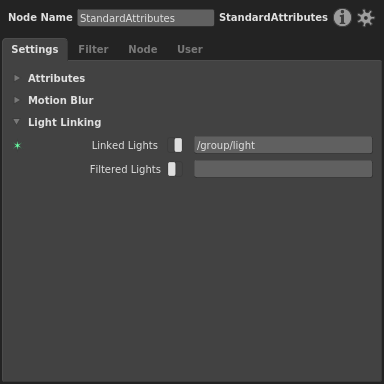 Node Name StandardAttributes StandardAttributes
Settings Filter Node User
Attributes
Motion Blur
Light Linking
Linked Lights /group/light
Filtered Lights